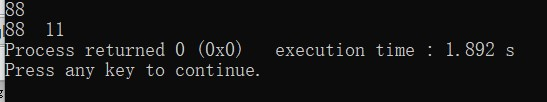 88
88  11
Process returned 0 (0x0)   execution time : 1.892 s
Press any key to continue.